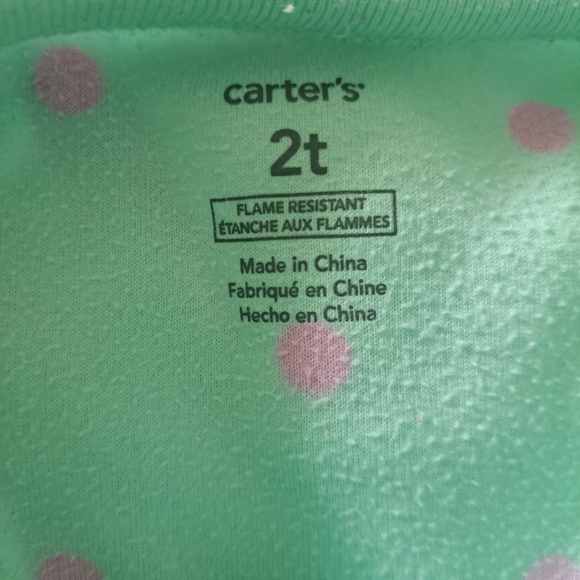 carter's
2t
FLAME RESISTANT
ÉTANCHE AUX FLAMMES
Made in China
Fabriqué en Chine
Hecho en China